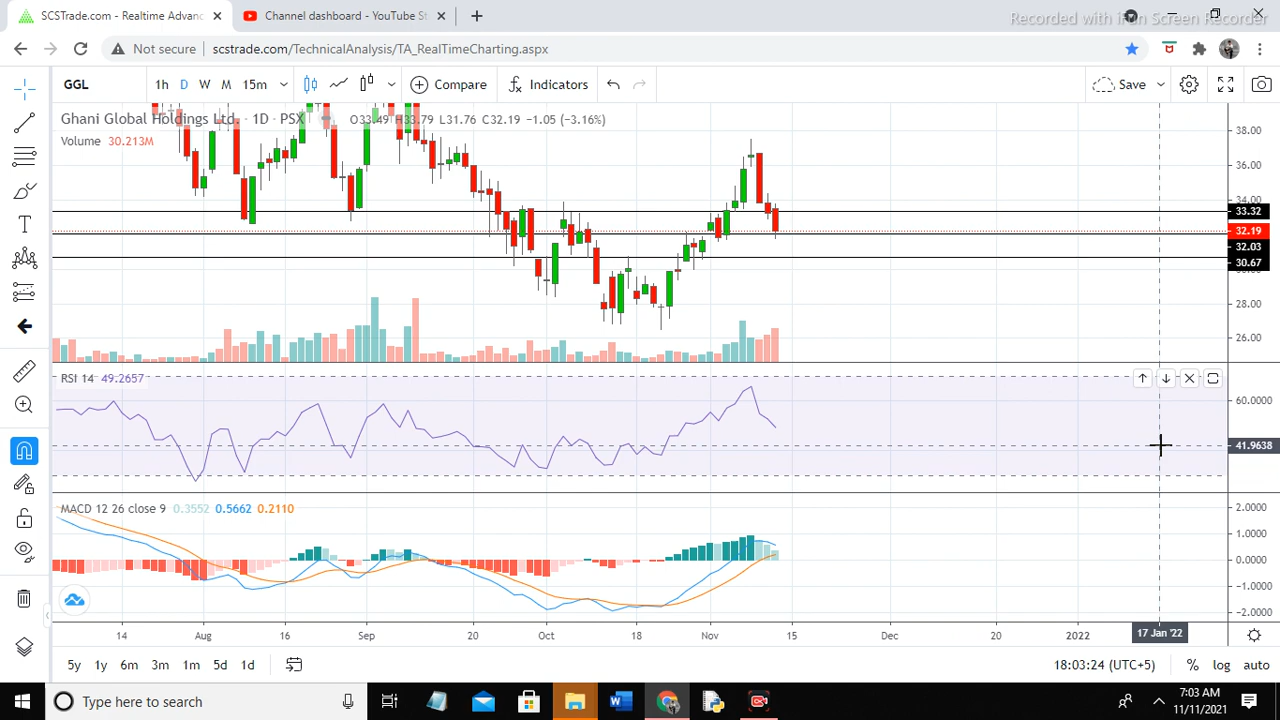 SCSTrade.com - Realtime Advanc
Channel dashboard - YouTube St
Recorded with iFun Screen Recorder
Not secure
scstrade.com/TechnicalAnalysis/TA_RealTimeCharting.aspx
GGL
1h D W M 15m
Compare
Indicators
Save
Ghani Global Holdings Ltd. · 1D · PSX
O33.49 H33.79 L31.76 C32.19 −1.05 (−3.16%)
Volume 30.213M
38.00
36.00
34.00
33.32
32.19
32.03
30.67
28.00
26.00
RSI 14 49.2657
60.0000
41.9638
MACD 12 26 close 9 0.3552 0.5662 0.2110
2.0000
1.0000
0.0000
−1.0000
−2.0000
14 Aug 16 Sep 20 Oct 18 Nov 15 Dec 20 2022 17 Jan '22
5y 1y 6m 3m 1m 5d 1d
18:03:24 (UTC+5) % log auto
Type here to search
7:03 AM
11/11/2021